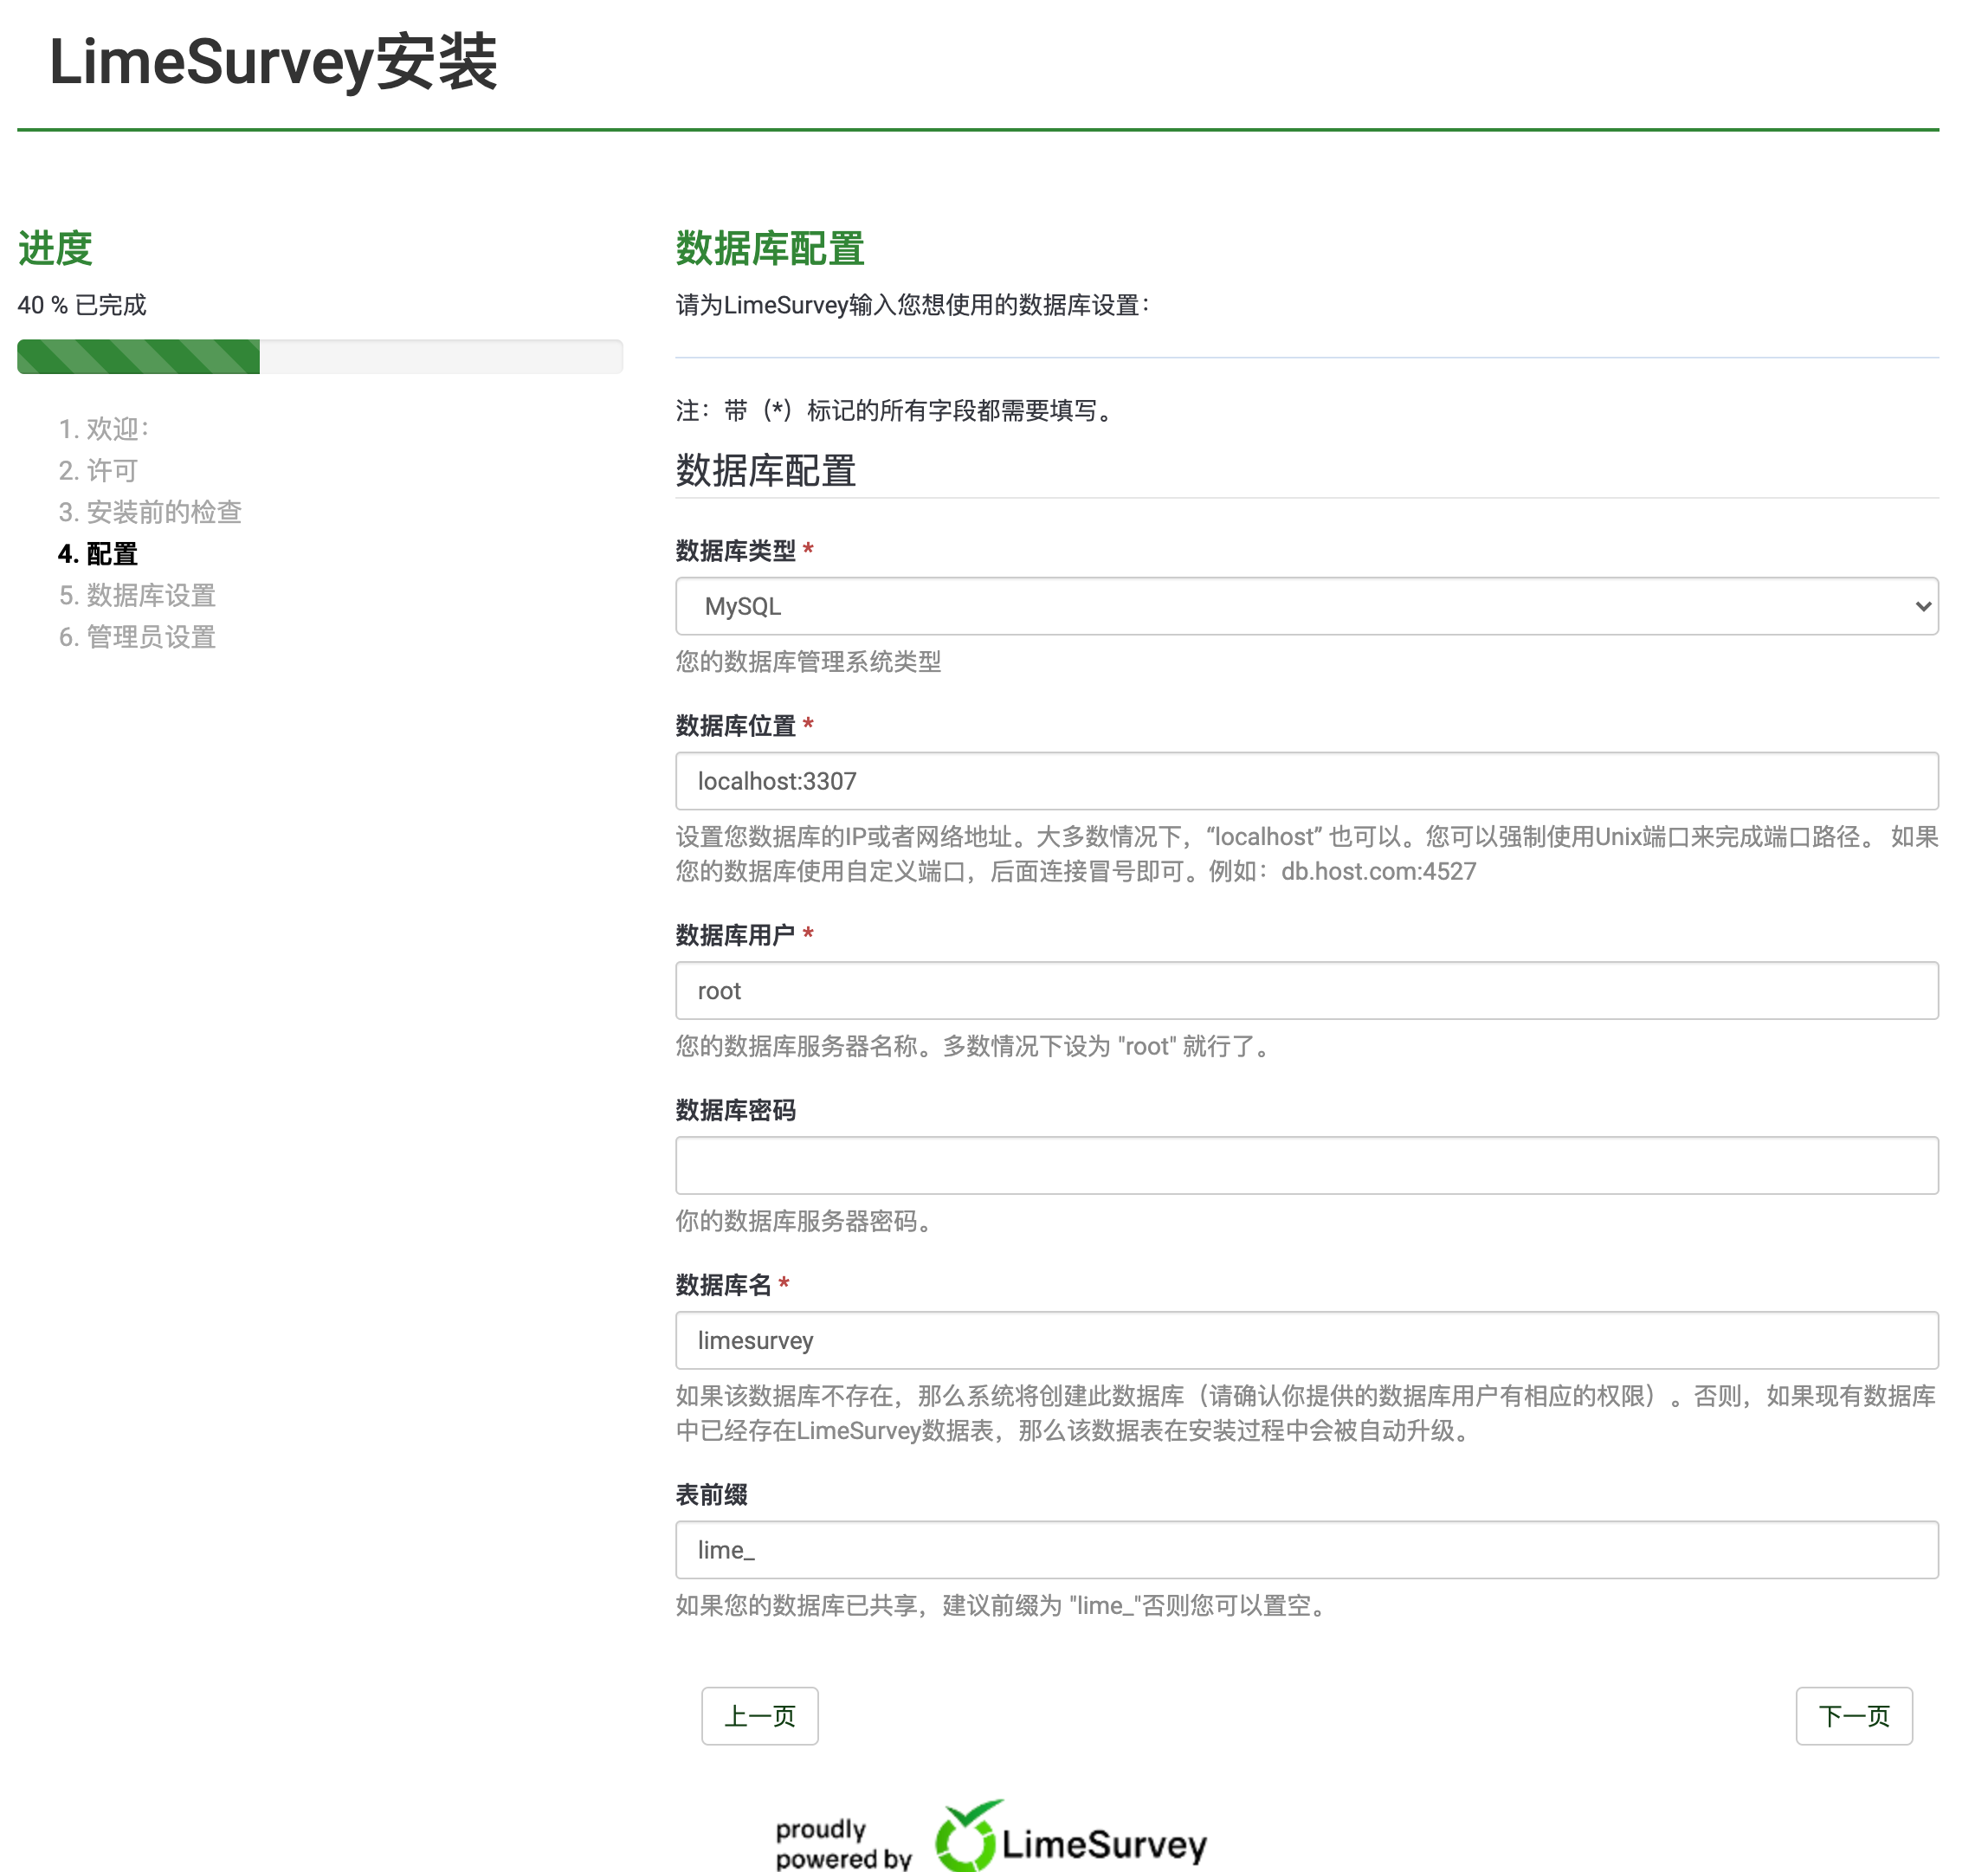 LimeSurvey安装
进度
40 % 已完成
1. 欢迎:
2. 许可
3. 安装前的检查
4. 配置
5. 数据库设置
6. 管理员设置
数据库配置
请为LimeSurvey输入您想使用的数据库设置:
注：带（*）标记的所有字段都需要填写。
数据库配置
数据库类型 *
MySQL
您的数据库管理系统类型
数据库位置 *
localhost:3307
设置您数据库的IP或者网络地址。大多数情况下，“localhost” 也可以。您可以强制使用Unix端口来完成端口路径。 如果
您的数据库使用自定义端口，后面连接冒号即可。例如：db.host.com:4527
数据库用户 *
root
您的数据库服务器名称。多数情况下设为 "root" 就行了。
数据库密码
你的数据库服务器密码。
数据库名 *
limesurvey
如果该数据库不存在，那么系统将创建此数据库（请确认你提供的数据库用户有相应的权限）。否则，如果现有数据库
中已经存在LimeSurvey数据表，那么该数据表在安装过程中会被自动升级。
表前缀
lime_
如果您的数据库已共享，建议前缀为 "lime_"否则您可以置空。
上一页
下一页
proudly
powered by
LimeSurvey